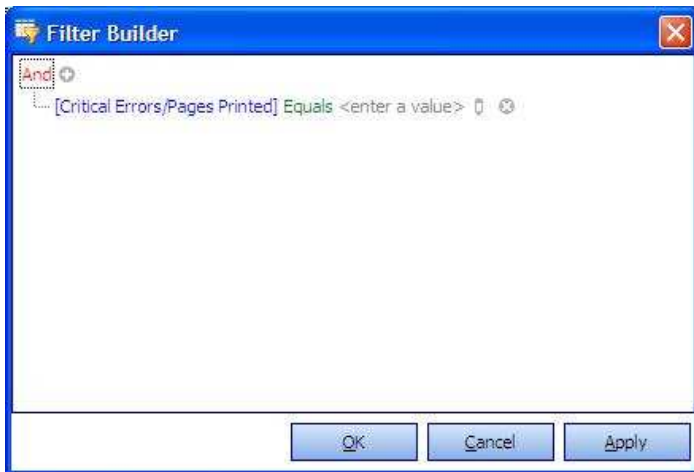 Filter Builder
And
[Critical Errors/Pages Printed] Equals <enter a value>
OK Cancel Apply